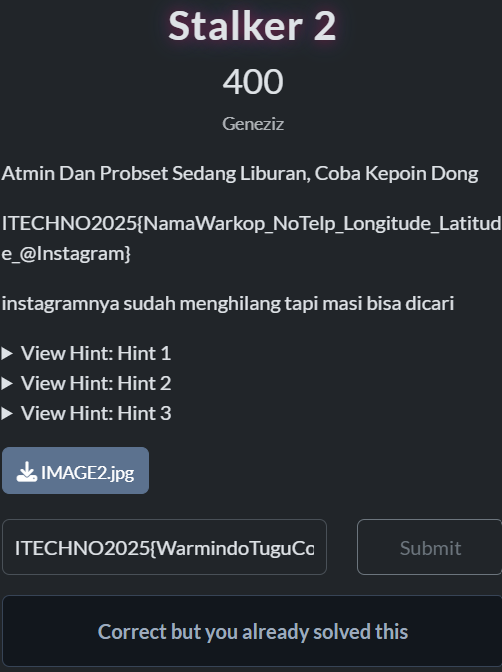 Stalker 2
400
Geneziz
Atmin Dan Probset Sedang Liburan, Coba Kepoin Dong
ITECHNO2025{NamaWarkop_NoTelp_Longitude_Latitud
e_@Instagram}
instagramnya sudah menghilang tapi masi bisa dicari
View Hint: Hint 1
View Hint: Hint 2
View Hint: Hint 3
IMAGE2.jpg
ITECHNO2025{WarmindoTuguCo
Submit
Correct but you already solved this